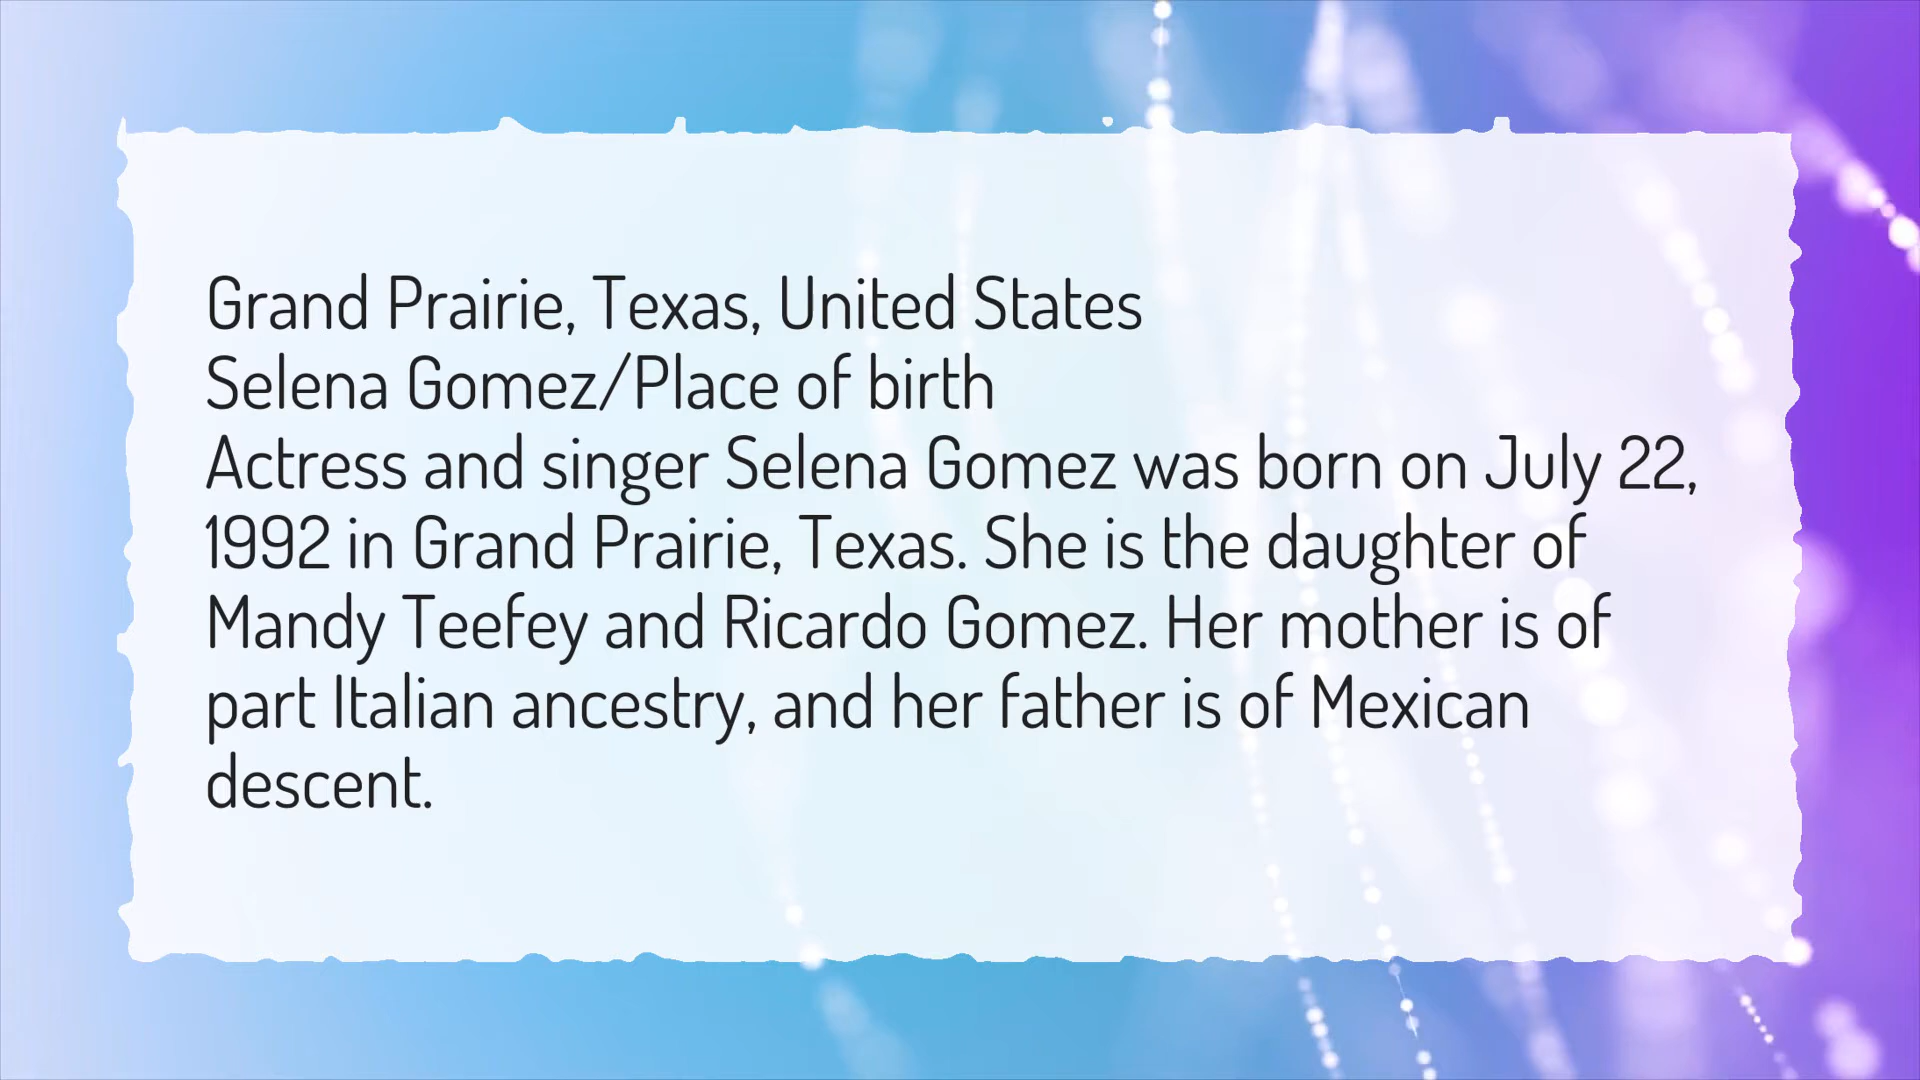 Grand Prairie, Texas, United States
Selena Gomez/Place of birth
Actress and singer Selena Gomez was born on July 22,
1992 in Grand Prairie, Texas. She is the daughter of
Mandy Teefey and Ricardo Gomez. Her mother is of
part Italian ancestry, and her father is of Mexican
descent.